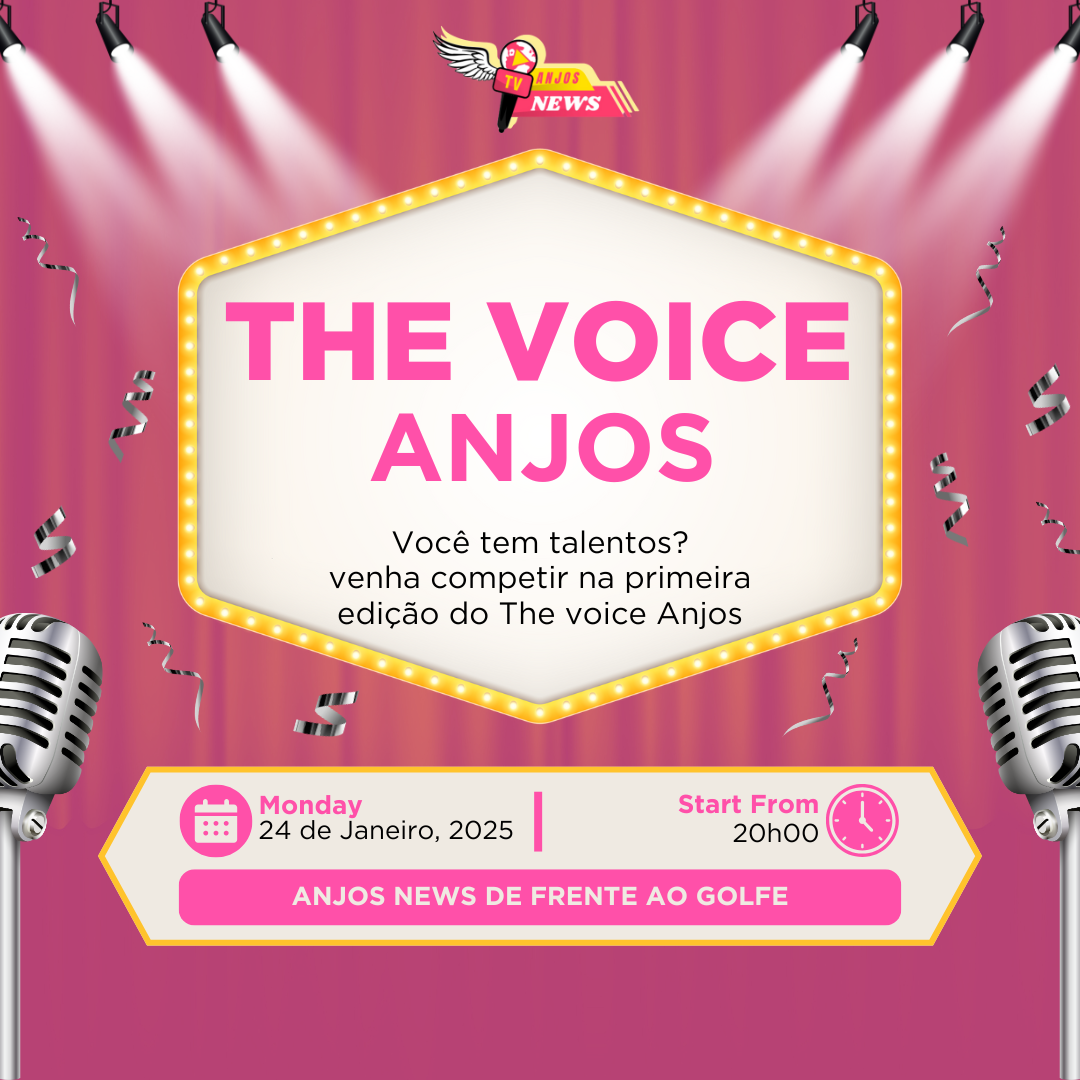 TV ANJOS
NEWS
THE VOICE
ANJOS
Você tem talentos?
venha competir na primeira
edição do The voice Anjos
Monday
24 de Janeiro, 2025
Start From
20h00
ANJOS NEWS DE FRENTE AO GOLFE